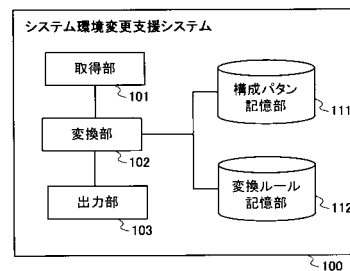 システム環境変更支援システム
取得部
101
変換部
102
出力部
103
構成パタン
記憶部
111
変換ルール
記憶部
112
100